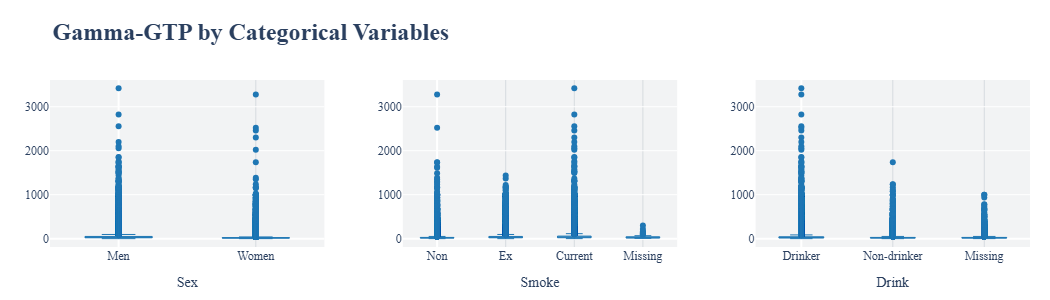 Gamma-GTP by Categorical Variables
3000
2000
1000
0
Men
Women
Sex
3000
2000
1000
0
Non
Ex
Current
Missing
Smoke
3000
2000
1000
0
Drinker
Non-drinker
Missing
Drink